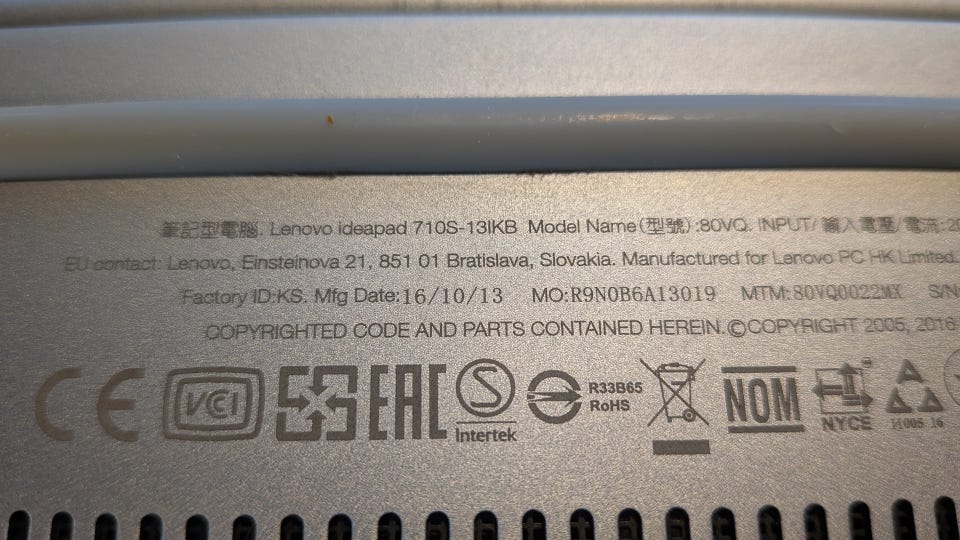 筆記型電腦. Lenovo ideapad 710S-13IKB Model Name(型號):80VQ. INPUT/ 輸入電壓/ 電流:20
EU contact: Lenovo, Einsteinova 21, 851 01 Bratislava, Slovakia. Manufactured for Lenovo PC HK Limited.
Factory ID:KS. Mfg Date:16/10/13 MO:R9N0B6A13019 MTM:80VQ0022MX S/N:
COPYRIGHTED CODE AND PARTS CONTAINED HEREIN.©COPYRIGHT 2005, 2016
CE VCCI EAC S Intertek R33B65 RoHS NOM NYCE